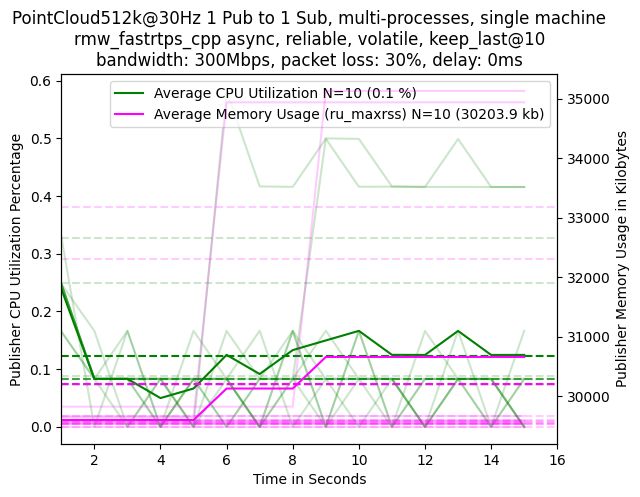 PointCloud512k@30Hz 1 Pub to 1 Sub, multi-processes, single machine
rmw_fastrtps_cpp async, reliable, volatile, keep_last@10
bandwidth: 300Mbps, packet loss: 30%, delay: 0ms
Average CPU Utilization N=10 (0.1 %)
Average Memory Usage (ru_maxrss) N=10 (30203.9 kb)
Publisher CPU Utilization Percentage
0.6
0.5
0.4
0.3
0.2
0.1
0.0
35000
34000
33000
32000
31000
30000
Publisher Memory Usage in Kilobytes
2 4 6 8 10 12 14 16
Time in Seconds